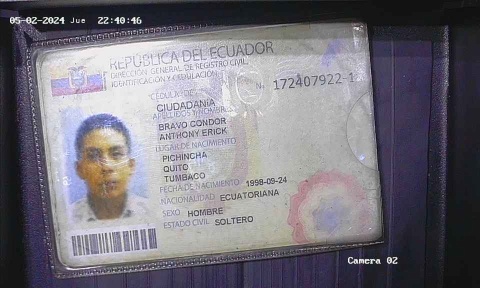 05-02-2024 Jue 22:40:46
REPÚBLICA DEL ECUADOR
DIRECCIÓN GENERAL DE REGISTRO CIVIL,
IDENTIFICACIÓN Y CEDULACIÓN
CÉDULA DE
N. 172407922-1
CIUDADANÍA
APELLIDOS Y NOMBRES
BRAVO CONDOR
ANTHONY ERICK
LUGAR DE NACIMIENTO
PICHINCHA
QUITO
TUMBACO
FECHA DE NACIMIENTO 1998-09-24
NACIONALIDAD ECUATORIANA
SEXO HOMBRE
ESTADO CIVIL SOLTERO
Camera 02